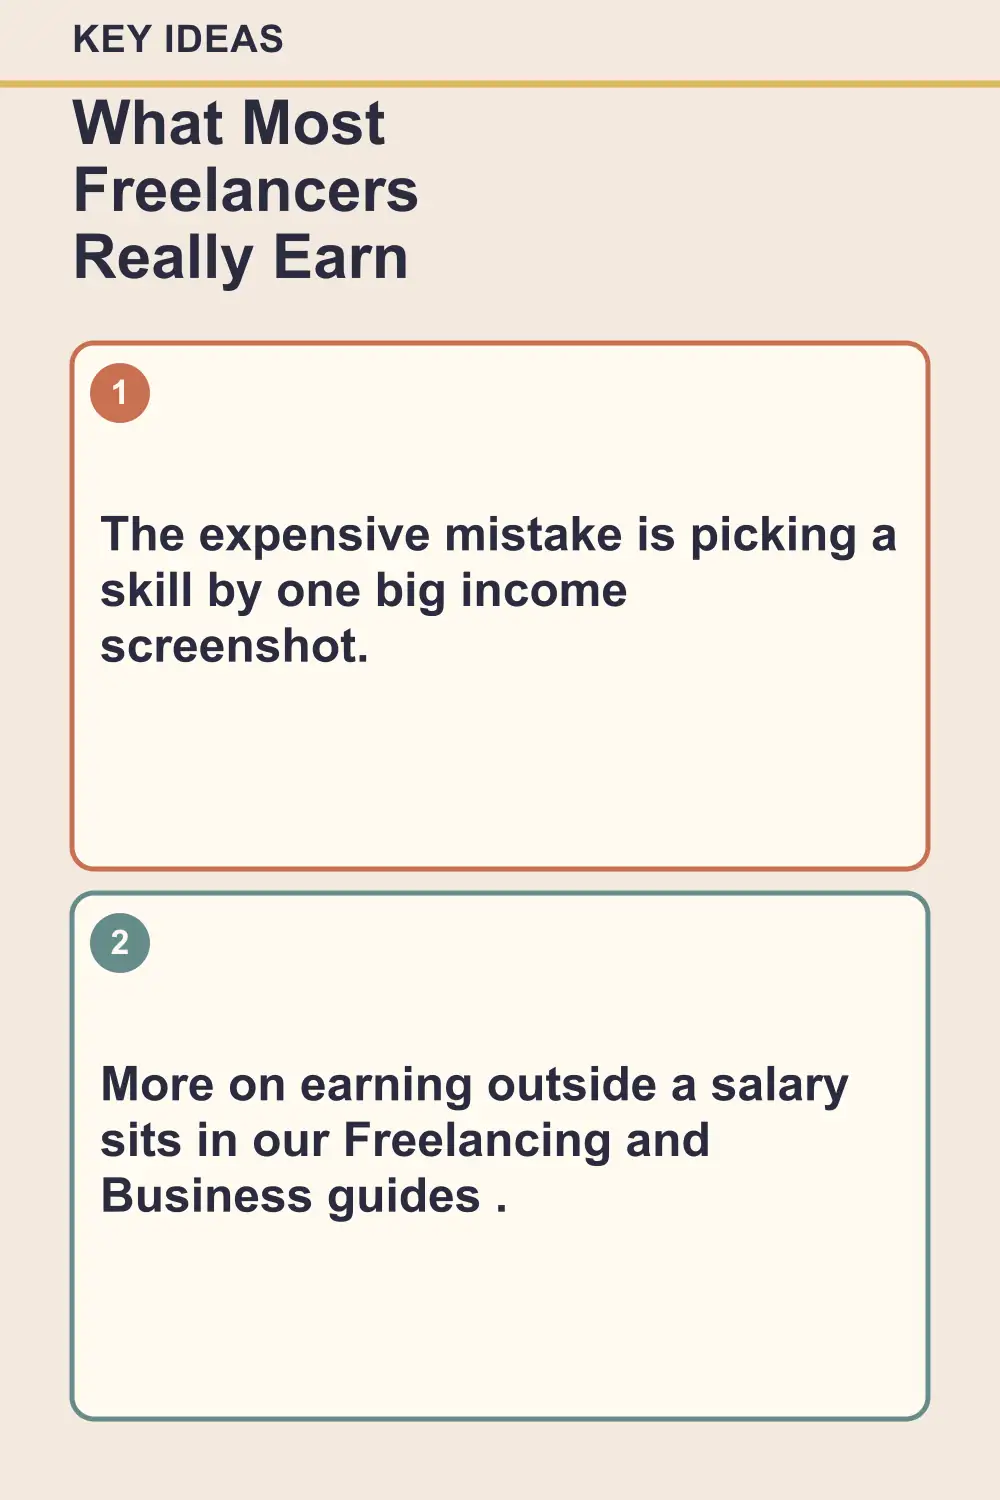 KEY IDEAS
What Most
Freelancers
Really Earn
1
The expensive mistake is picking a
skill by one big income
screenshot.
2
More on earning outside a salary
sits in our Freelancing and
Business guides .